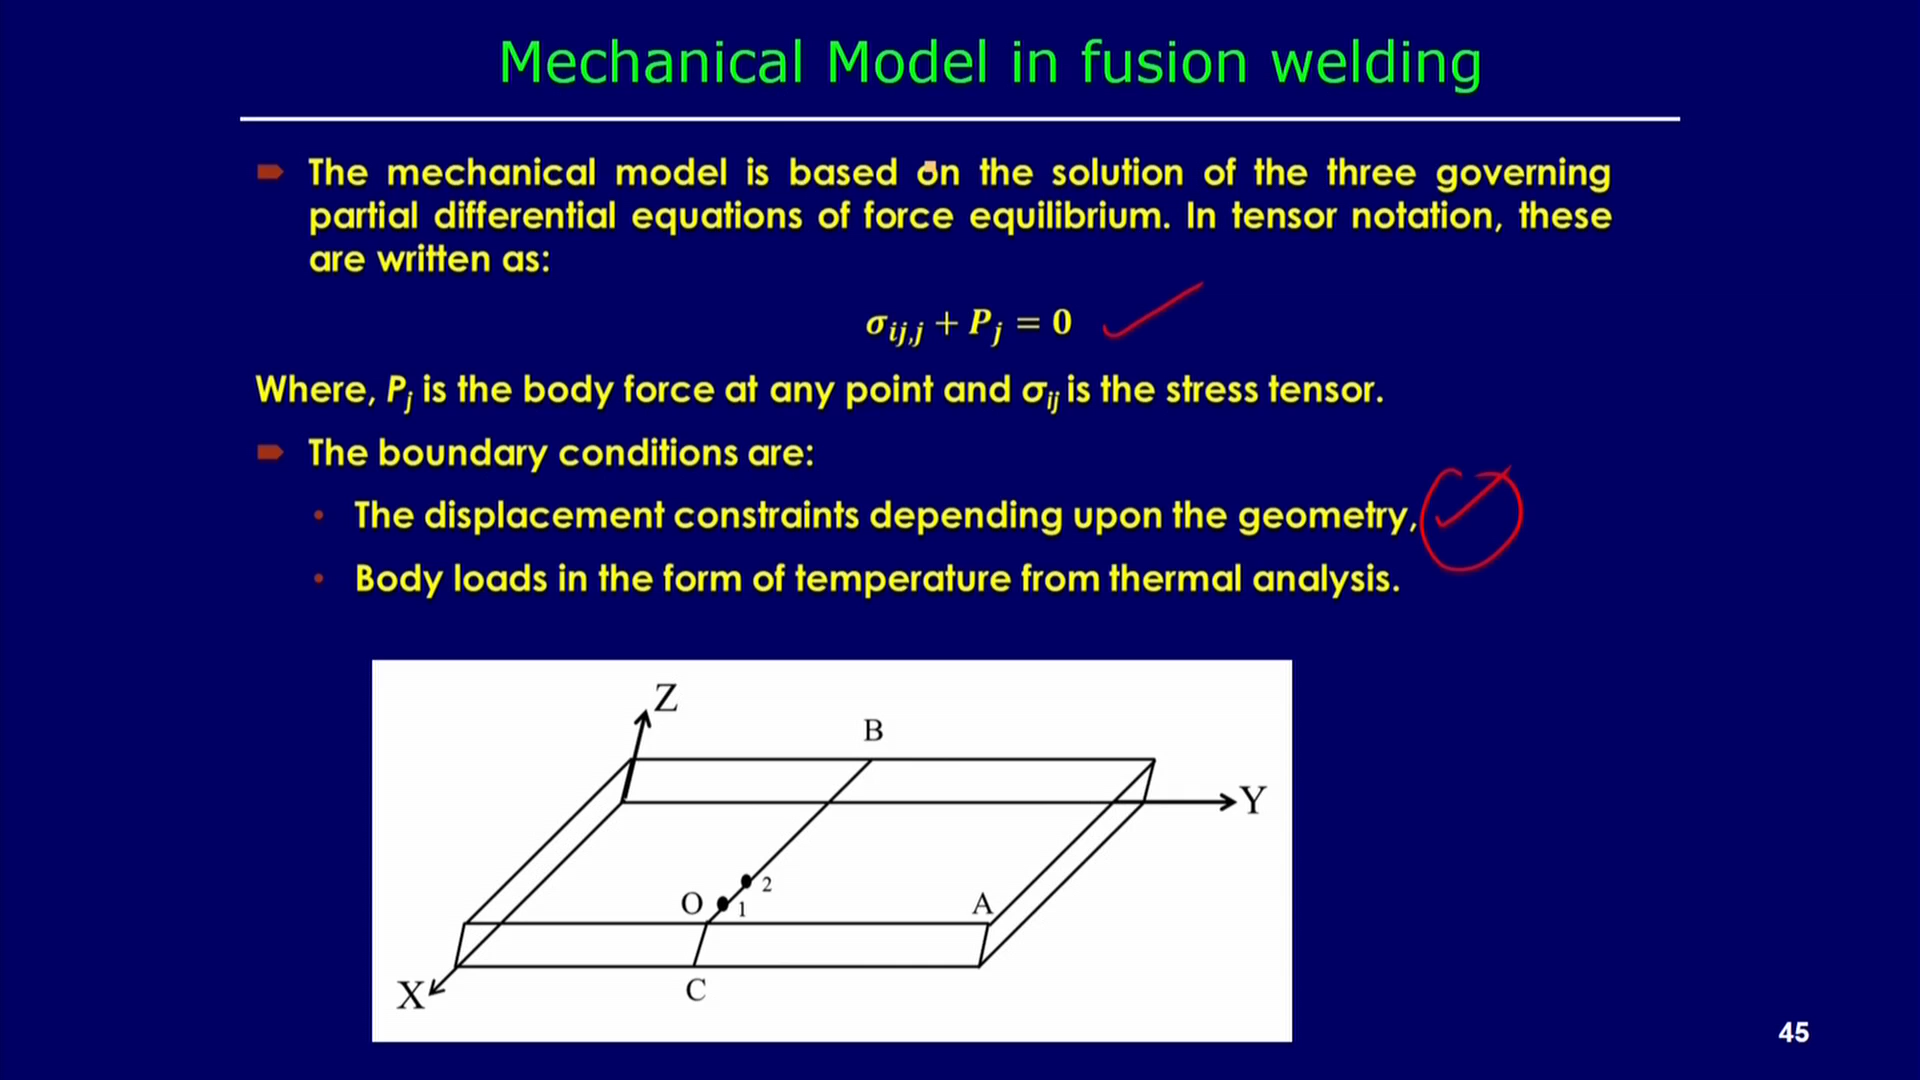 Mechanical Model in fusion welding
The mechanical model is based on the solution of the three governing
partial differential equations of force equilibrium. In tensor notation, these
are written as:
σij,j + Pj = 0
Where, Pj is the body force at any point and σij is the stress tensor.
The boundary conditions are:
• The displacement constraints depending upon the geometry,
• Body loads in the form of temperature from thermal analysis.
Z
B
Y
2
O 1 A
X C
45